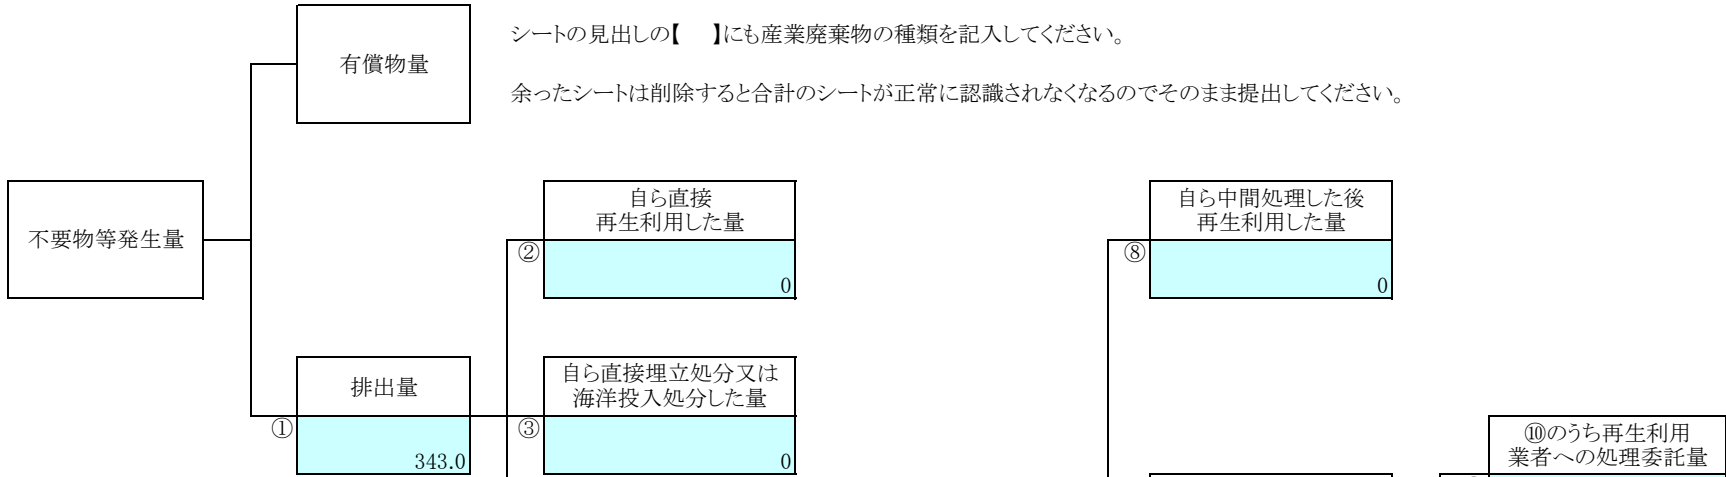 シートの見出しの【　】にも産業廃棄物の種類を記入してください。
有償物量
余ったシートは削除すると合計のシートが正常に認識されなくなるのでそのまま提出してください。
不要物等発生量
自ら直接
再生利用した量
②
0
自ら中間処理した後
再生利用した量
⑧
0
排出量
①
343.0
自ら直接埋立処分又は
海洋投入処分した量
③
0
⑩のうち再生利用
業者への処理委託量